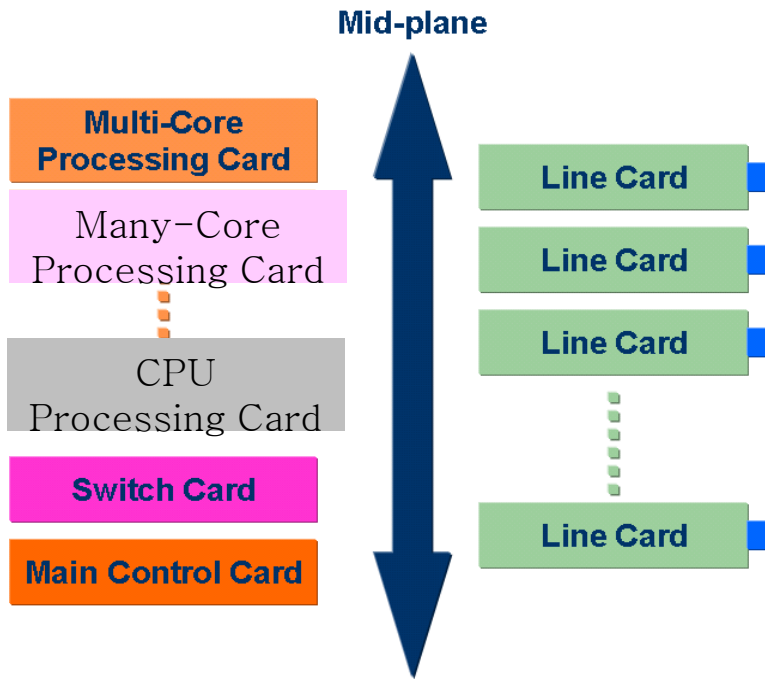 Mid-plane
Multi-Core
Processing Card
Many-Core
Processing Card
CPU
Processing Card
Switch Card
Main Control Card
Line Card
Line Card
Line Card
Line Card